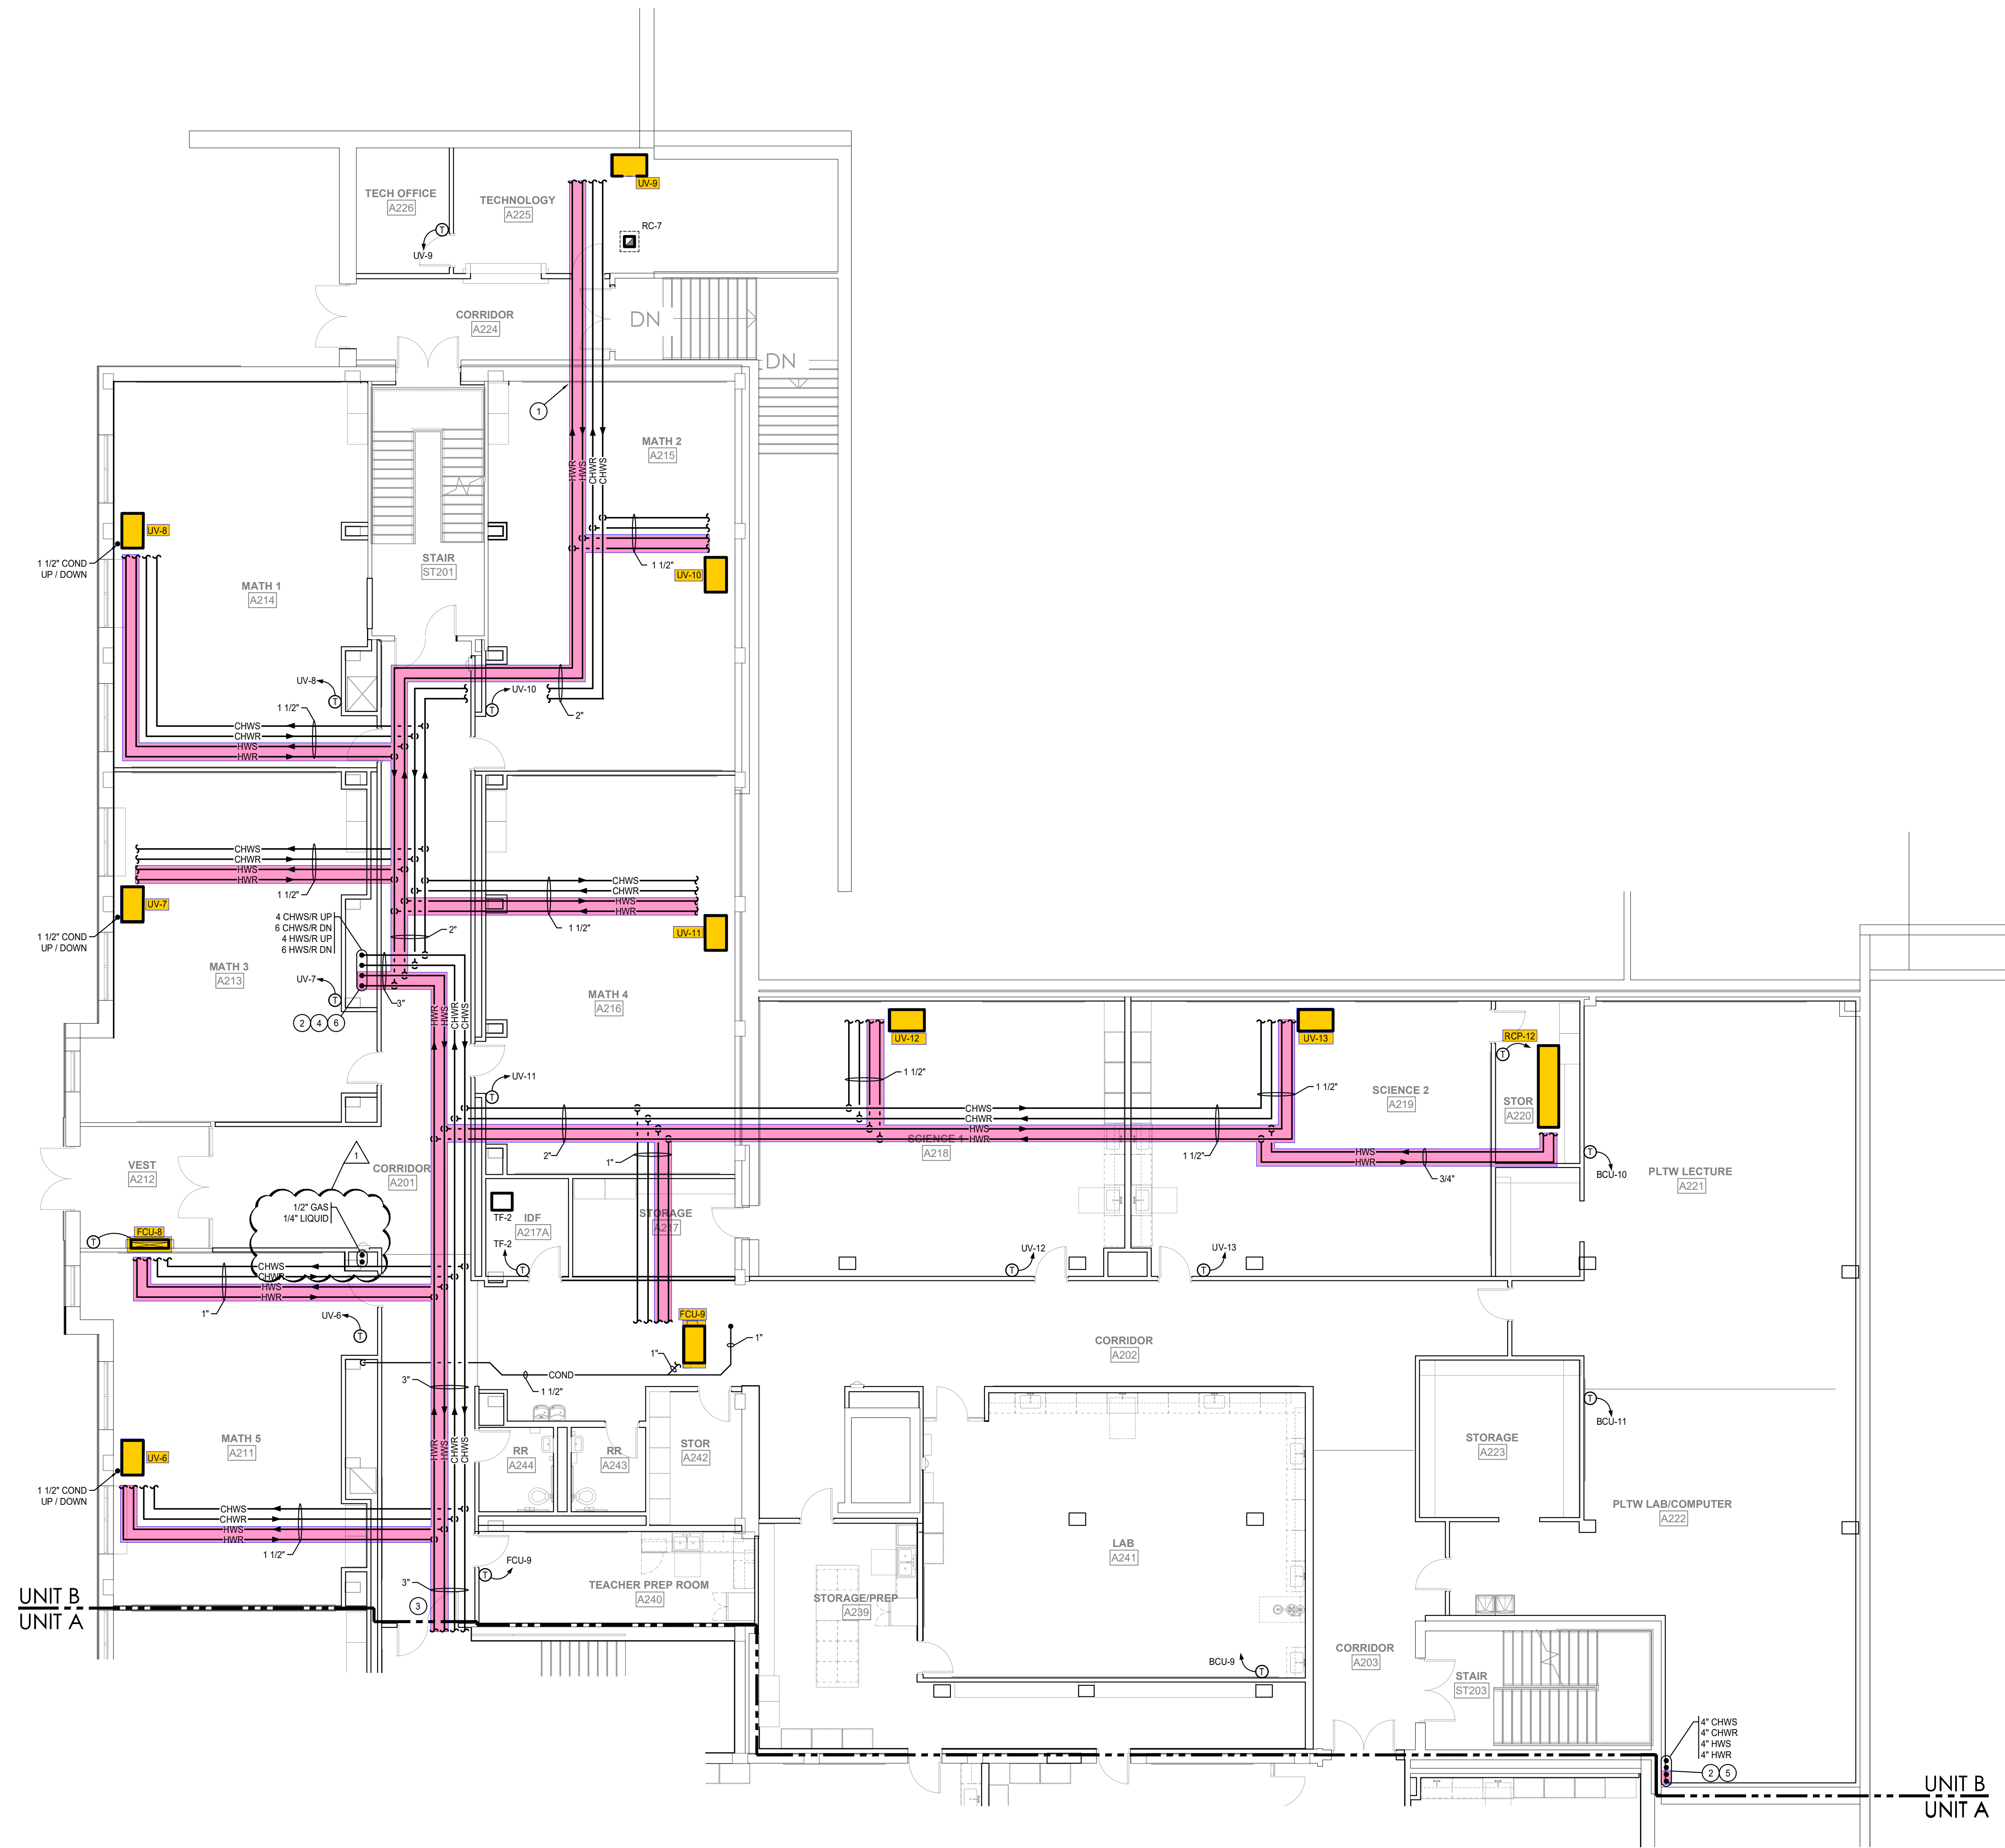 UV-9
TECH OFFICE
A226
TECHNOLOGY
A225
RC-7
T
UV-9
CORRIDOR
A224
DN
DN
1
MATH 2
A215
HWR
HWS
CHWR
CHWS
UV-8
1 1/2" COND
UP / DOWN
STAIR
ST201
1 1/2"
UV-10
MATH 1
A214
UV-8
T
UV-10
T
1 1/2"
2"
CHWS
CHWR
HWS
HWR
CHWS
CHWR
HWS
HWR
1 1/2"
CHWS
CHWR
HWS
HWR
1 1/2"
UV-7
1 1/2" COND
UP / DOWN
4 CHWS/R UP
6 CHWS/R DN
4 HWS/R UP
6 HWS/R DN
2"
UV-11
MATH 3
A213
UV-7
T
3"
2
4
6
MATH 4
A216
HWR
HWS
CHWR
CHWS
UV-12
UV-13
RCP-12
T
1 1/2"
1 1/2"
UV-11
T
SCIENCE 2
A219
STOR
A220
CHWS
CHWR
HWS
HWR
SCIENCE 1
A218
2"
1"
1 1/2"
HWS
HWR
3/4"
T
BCU-10
PLTW LECTURE
A221
VEST
A212
1
CORRIDOR
A201
1/2" GAS
1/4" LIQUID
TF-2
IDF
A217A
STORAGE
A217
FCU-8
T
TF-2
T
UV-12
T
UV-13
T
CHWS
CHWR
HWS
HWR
1"
UV-6
T
FCU-9
1"
1"
CORRIDOR
A202
COND
1 1/2"
3"
T
BCU-11
MATH 5
A211
UV-6
1 1/2" COND
UP / DOWN
HWR
HWS
CHWR
CHWS
RR
A244
RR
A243
STOR
A242
STORAGE
A223
CHWS
CHWR
HWS
HWR
1 1/2"
PLTW LAB/COMPUTER
A222
LAB
A241
T
FCU-9
3"
3
TEACHER PREP ROOM
A240
STORAGE/PREP
A239
UNIT B
UNIT A
BCU-9
T
CORRIDOR
A203
STAIR
ST203
4" CHWS
4" CHWR
4" HWS
4" HWR
2
5
UNIT B
UNIT A